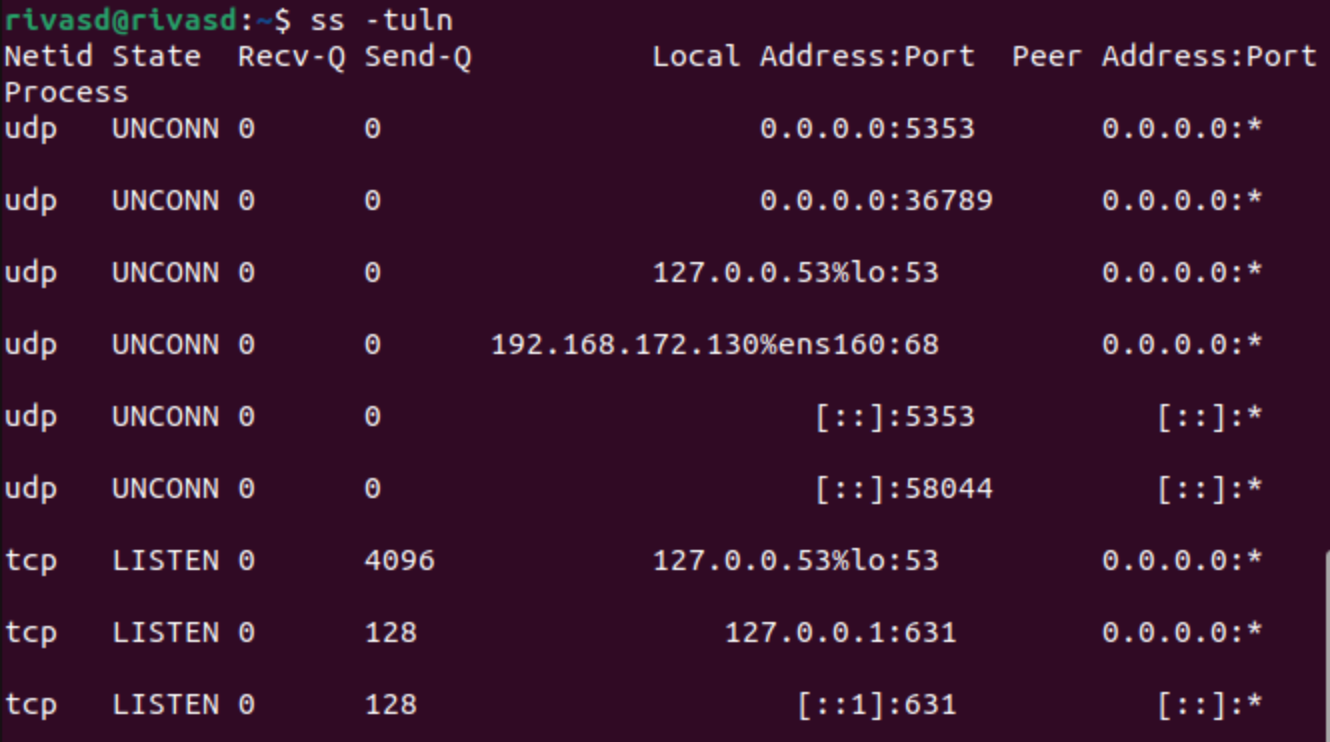 rivasd@rivasd:~$ ss -tuln
Netid State  Recv-Q Send-Q          Local Address:Port  Peer Address:Port
Process
udp   UNCONN 0      0                     0.0.0.0:5353       0.0.0.0:*
udp   UNCONN 0      0                     0.0.0.0:36789      0.0.0.0:*
udp   UNCONN 0      0               127.0.0.53%lo:53         0.0.0.0:*
udp   UNCONN 0      0      192.168.172.130%ens160:68         0.0.0.0:*
udp   UNCONN 0      0                        [::]:5353          [::]:*
udp   UNCONN 0      0                        [::]:58044         [::]:*
tcp   LISTEN 0      4096            127.0.0.53%lo:53         0.0.0.0:*
tcp   LISTEN 0      128                 127.0.0.1:631        0.0.0.0:*
tcp   LISTEN 0      128                     [::1]:631           [::]:*